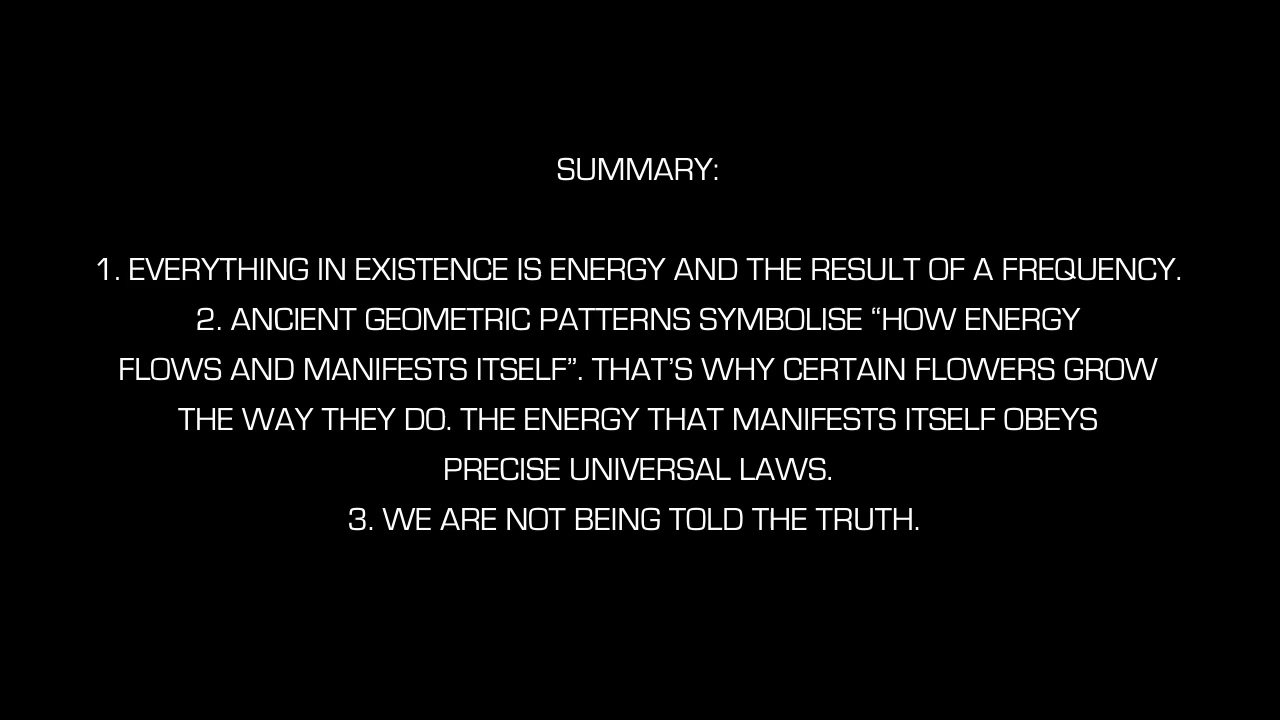 SUMMARY:
1. EVERYTHING IN EXISTENCE IS ENERGY AND THE RESULT OF A FREQUENCY.
2. ANCIENT GEOMETRIC PATTERNS SYMBOLISE “HOW ENERGY
FLOWS AND MANIFESTS ITSELF”. THAT’S WHY CERTAIN FLOWERS GROW
THE WAY THEY DO. THE ENERGY THAT MANIFESTS ITSELF OBEYS
PRECISE UNIVERSAL LAWS.
3. WE ARE NOT BEING TOLD THE TRUTH.